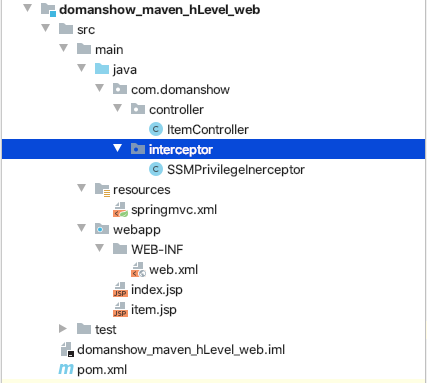 domanshow_maven_hLevel_web
src
main
java
com.domanshow
controller
C ItemController
interceptor
C SSMPrivilegeInerceptor
resources
springmvc.xml
webapp
WEB-INF
web.xml
JSP index.jsp
JSP item.jsp
test
domanshow_maven_hLevel_web.iml
m pom.xml